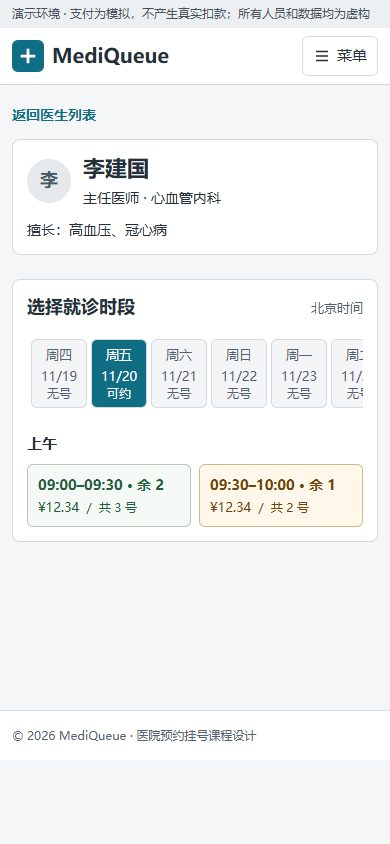 演示环境 · 支付为模拟，不产生真实扣款；所有人员和数据均为虚构
MediQueue
菜单
返回医生列表
李
李建国
主任医师 · 心血管内科
擅长：高血压、冠心病
选择就诊时段
北京时间
周四 周五 周六 周日 周一
11/19 11/20 11/21 11/22 11/23 11/
无号 可约 无号 无号 无号
上午
09:00–09:30 • 余 2
¥12.34 / 共 3 号
09:30–10:00 • 余 1
¥12.34 / 共 2 号
© 2026 MediQueue · 医院预约挂号课程设计